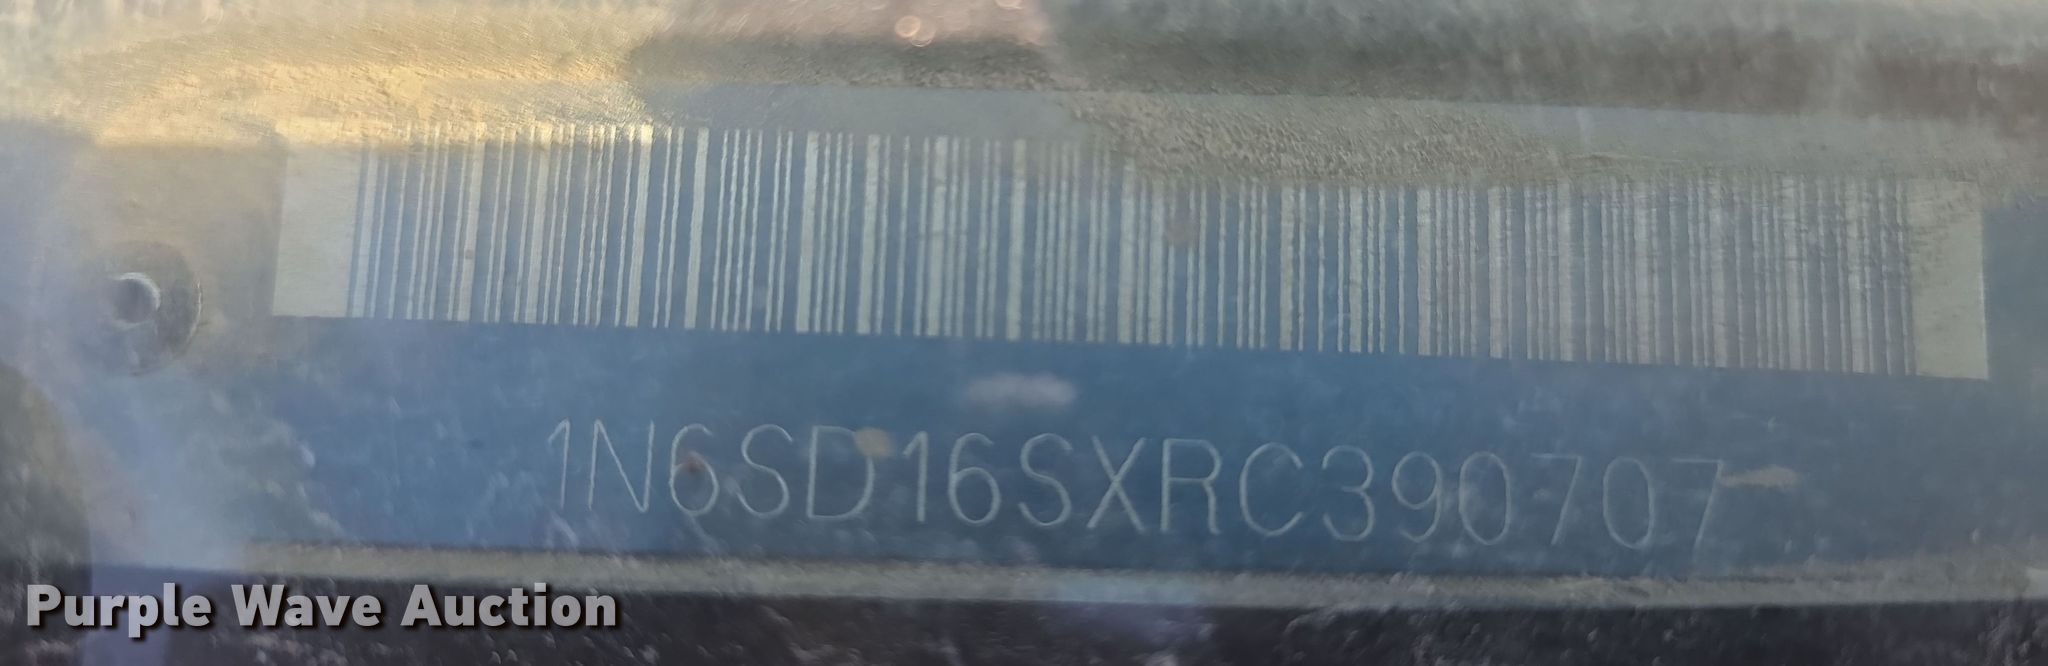 1N6SD16SXRC390707
Purple Wave Auction